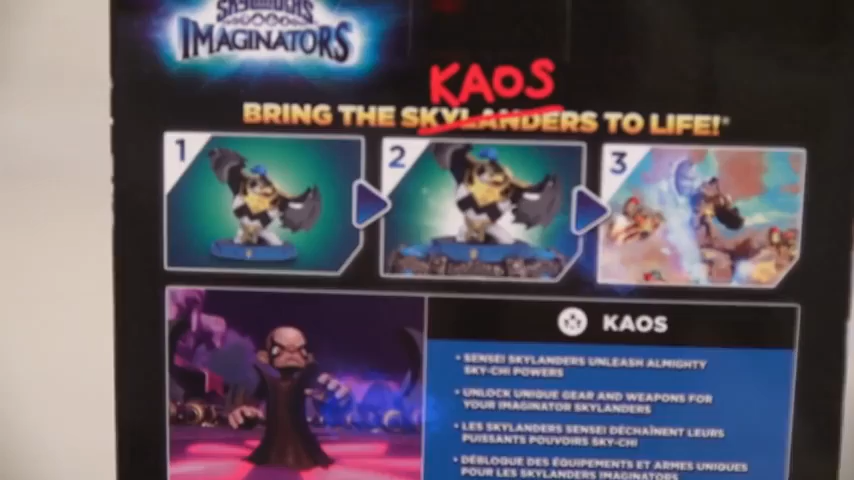 SKYLANDERS
IMAGINATORS
KAOS
BRING THE SKYLANDERS TO LIFE!*
1
2
3
KAOS
• SENSEI SKYLANDERS UNLEASH ALMIGHTY
SKY-CHI POWERS
• UNLOCK UNIQUE GEAR AND WEAPONS FOR
YOUR IMAGINATOR SKYLANDERS
• LES SKYLANDERS SENSEI DÉCHAÎNENT LEURS
PUISSANTS POUVOIRS SKY-CHI
• DÉBLOQUE DES ÉQUIPEMENTS ET ARMES UNIQUES
POUR LES SKYLANDERS IMAGINATORS